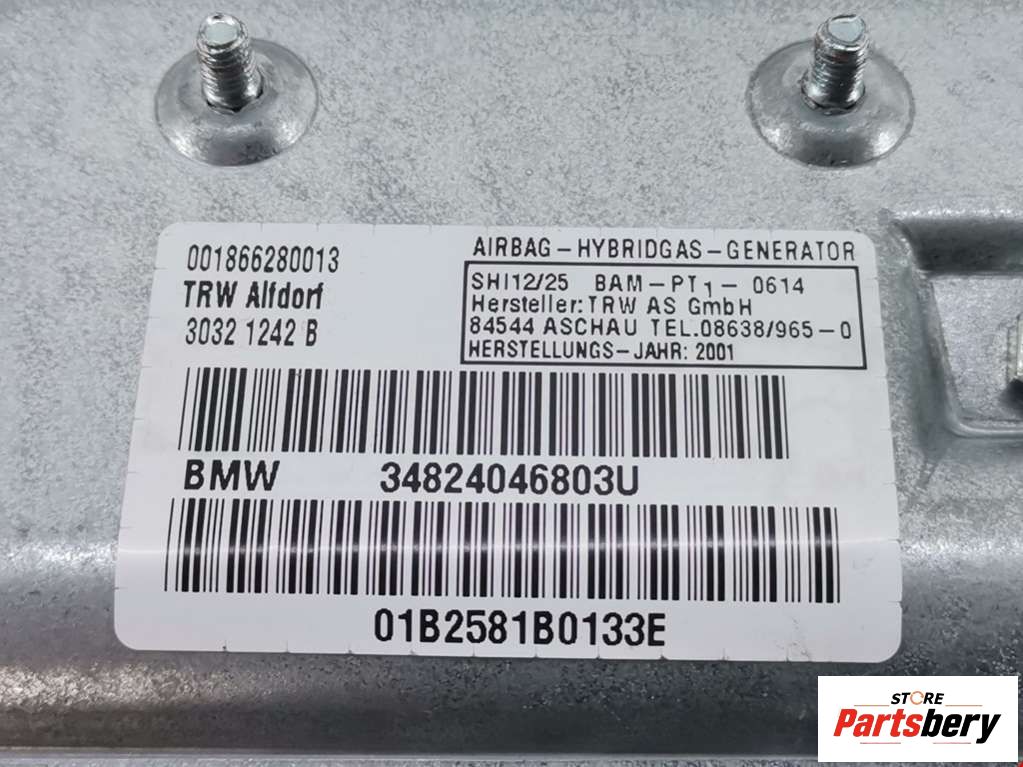 001866280013
TRW Alfdorf
3032 1242 B
AIRBAG-HYBRIDGAS-GENERATOR
SHI12/25 BAM-PT1-0614
Hersteller:TRW AS GmbH
84544 ASCHAU TEL.08638/965-0
HERSTELLUNGS-JAHR: 2001
BMW 34824046803U
01B2581B0133E
STORE
Partsbery